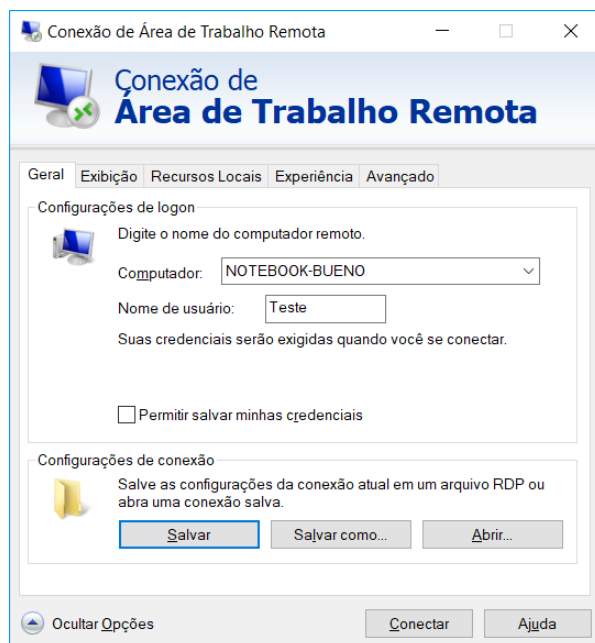 Conexão de Área de Trabalho Remota
Conexão de
Área de Trabalho Remota
Geral Exibição Recursos Locais Experiência Avançado
Configurações de logon
Digite o nome do computador remoto.
Computador: NOTEBOOK-BUENO
Nome de usuário: Teste
Suas credenciais serão exigidas quando você se conectar.
Permitir salvar minhas credenciais
Configurações de conexão
Salve as configurações da conexão atual em um arquivo RDP ou
abra uma conexão salva.
Salvar Salvar como... Abrir...
Ocultar Opções Conectar Ajuda